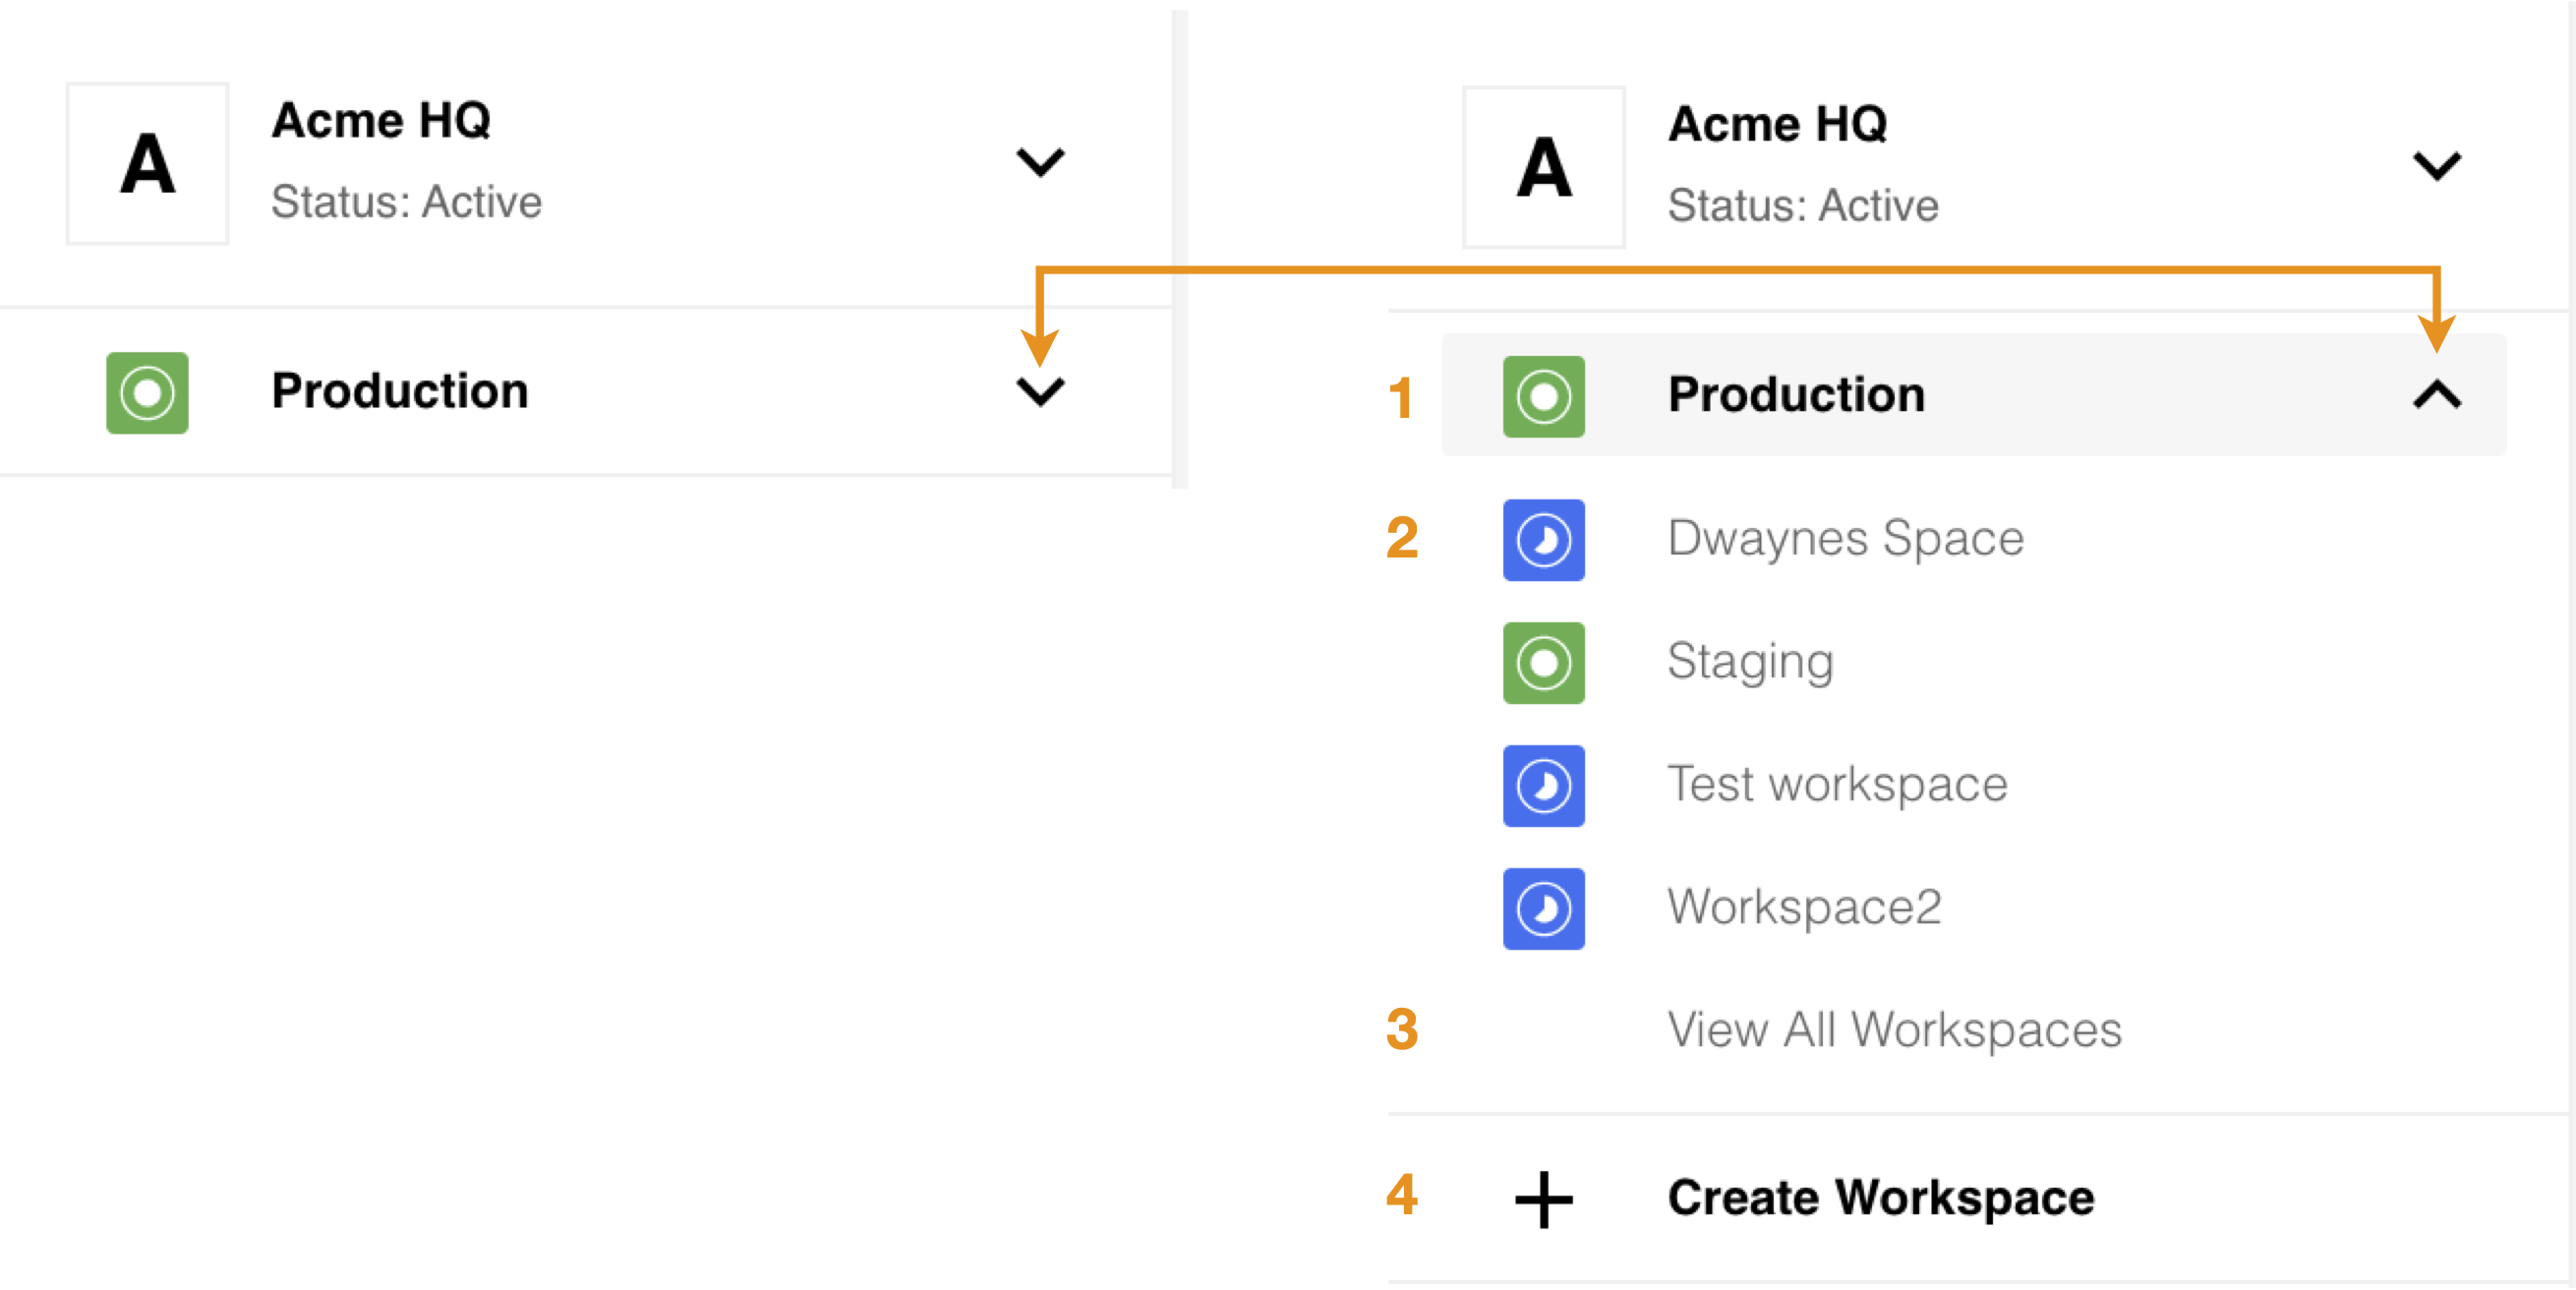 A
Acme HQ
Status: Active
Production
A
Acme HQ
Status: Active
1
Production
2
Dwaynes Space
Staging
Test workspace
Workspace2
3
View All Workspaces
4
Create Workspace